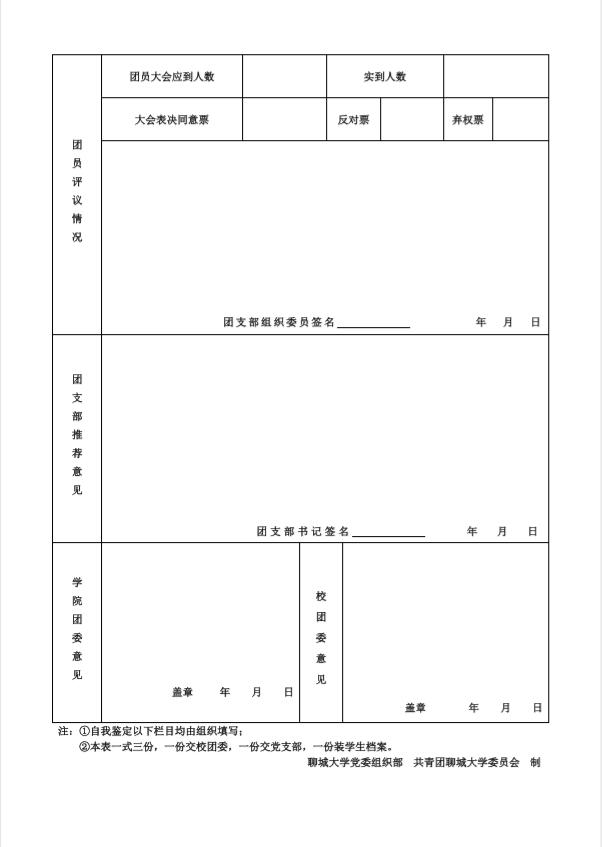 团员评议情况
团员大会应到人数 实到人数
大会表决同意票 反对票 弃权票
团支部组织委员签名 年 月 日
团支部推荐意见
团支部书记签名 年 月 日
学院团委意见
盖章 年 月 日
校团委意见
盖章 年 月 日
注：①自我鉴定以下栏目均由组织填写；
②本表一式三份，一份交校团委，一份交党支部，一份装学生档案。
聊城大学党委组织部 共青团聊城大学委员会 制